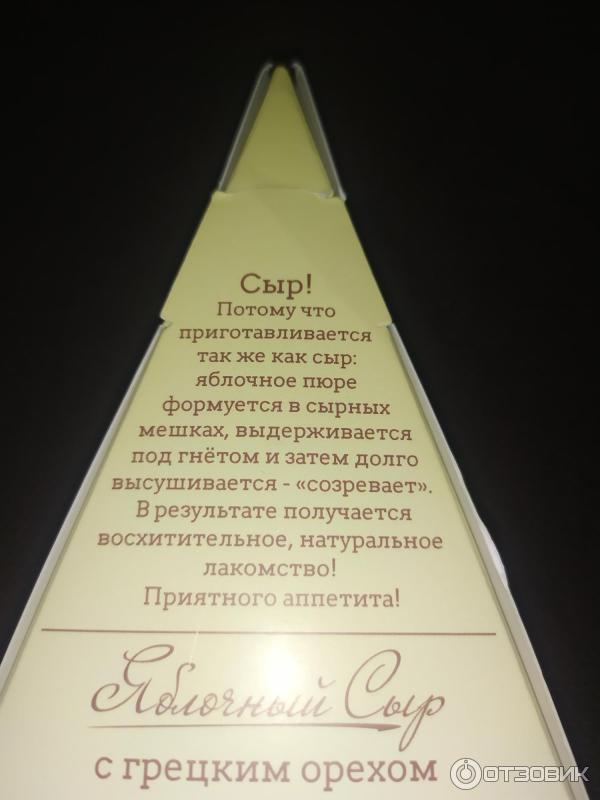 Сыр!
Потому что
приготавливается
так же как сыр:
яблочное пюре
формуется в сырных
мешках, выдерживается
под гнётом и затем долго
высушивается - «созревает».
В результате получается
восхитительное, натуральное
лакомство!
Приятного аппетита!
Яблочный Сыр
с грецким орехом
ОТЗОВИК